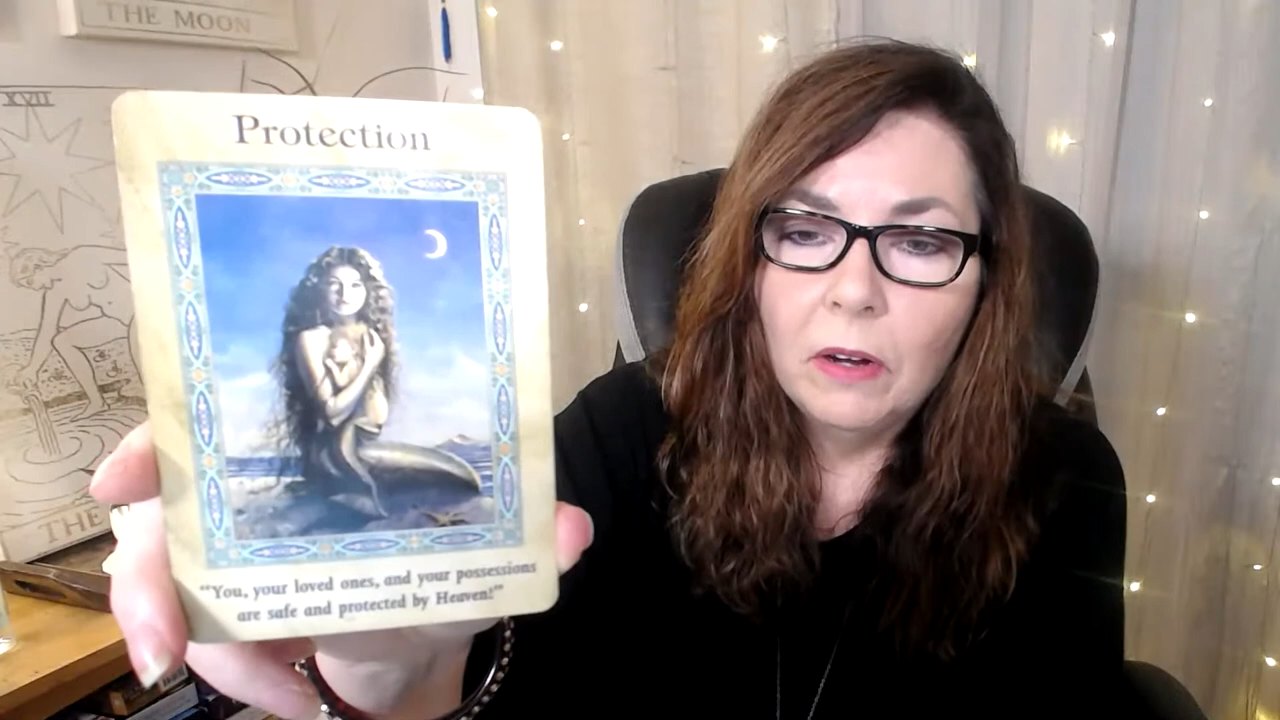 THE MOON
XVII
THE
Protection
"You, your loved ones, and your possessions
are safe and protected by Heaven!"